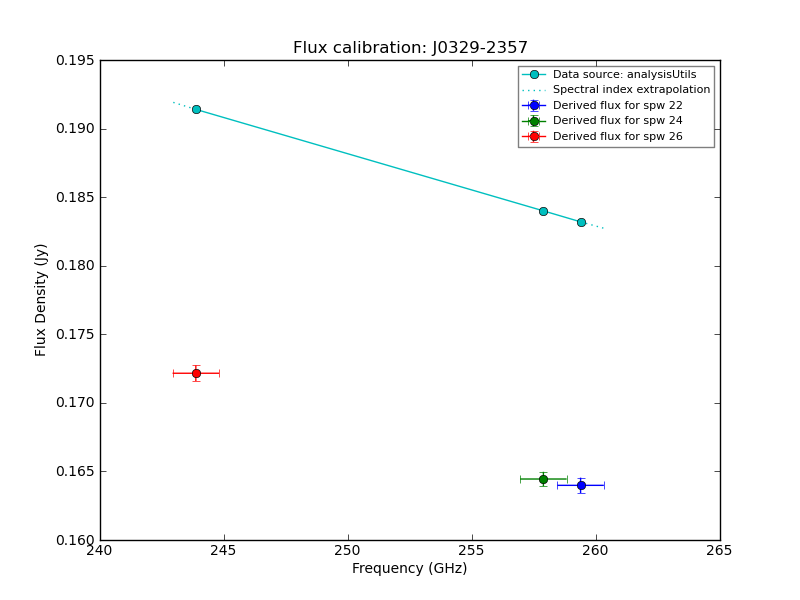 Flux calibration: J0329-2357
Data source: analysisUtils
Spectral index extrapolation
Derived flux for spw 22
Derived flux for spw 24
Derived flux for spw 26
0.195
0.190
0.185
0.180
0.175
0.170
0.165
0.160
Flux Density (Jy)
240 245 250 255 260 265
Frequency (GHz)